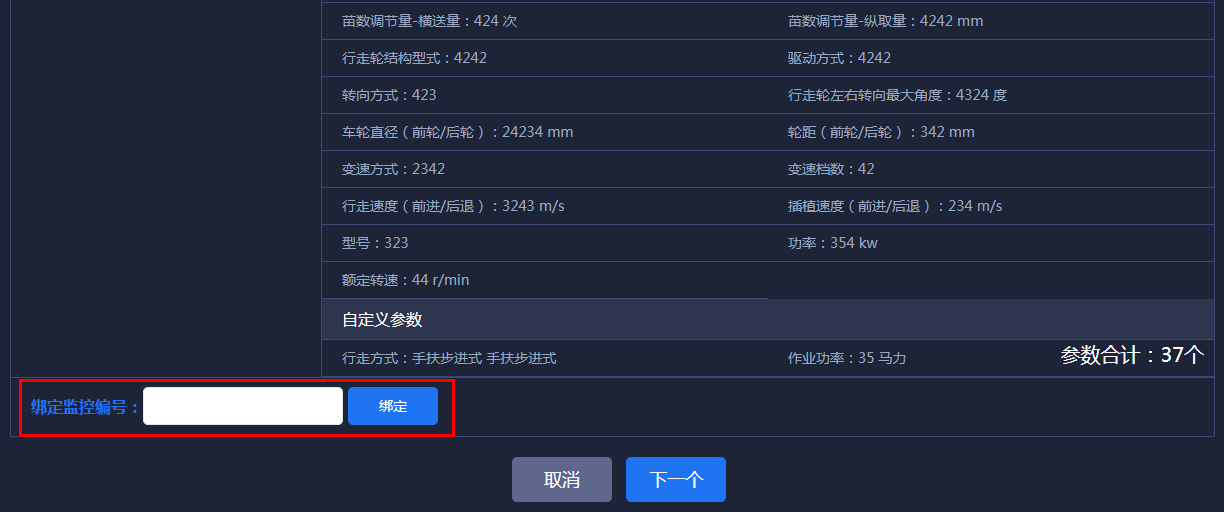 苗数调节量-横送量：424 次 苗数调节量-纵取量：4242 mm
行走轮结构型式：4242 驱动方式：4242
转向方式：423 行走轮左右转向最大角度：4324 度
车轮直径（前轮/后轮）：24234 mm 轮距（前轮/后轮）：342 mm
变速方式：2342 变速档数：42
行走速度（前进/后退）：3243 m/s 插植速度（前进/后退）：234 m/s
型号：323 功率：354 kw
额定转速：44 r/min
自定义参数
行走方式：手扶步进式 手扶步进式 作业功率：35 马力 参数合计：37个
绑定监控编号： 绑定
取消 下一个